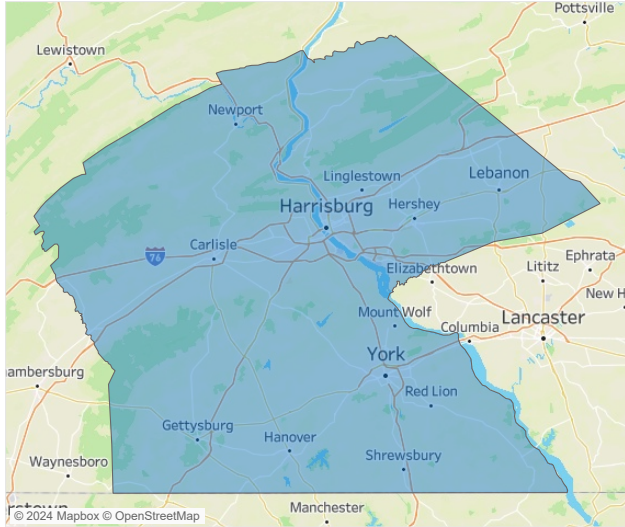 Pottsville
Lewistown
Newport
Linglestown
Lebanon
Harrisburg
Hershey
Carlisle
76
Ephrata
Elizabethtown
Lititz
New H
Mount Wolf
Lancaster
Columbia
York
ambersburg
Red Lion
Gettysburg
Hanover
Shrewsbury
Waynesboro
Manchester
rstown
© 2024 Mapbox © OpenStreetMap